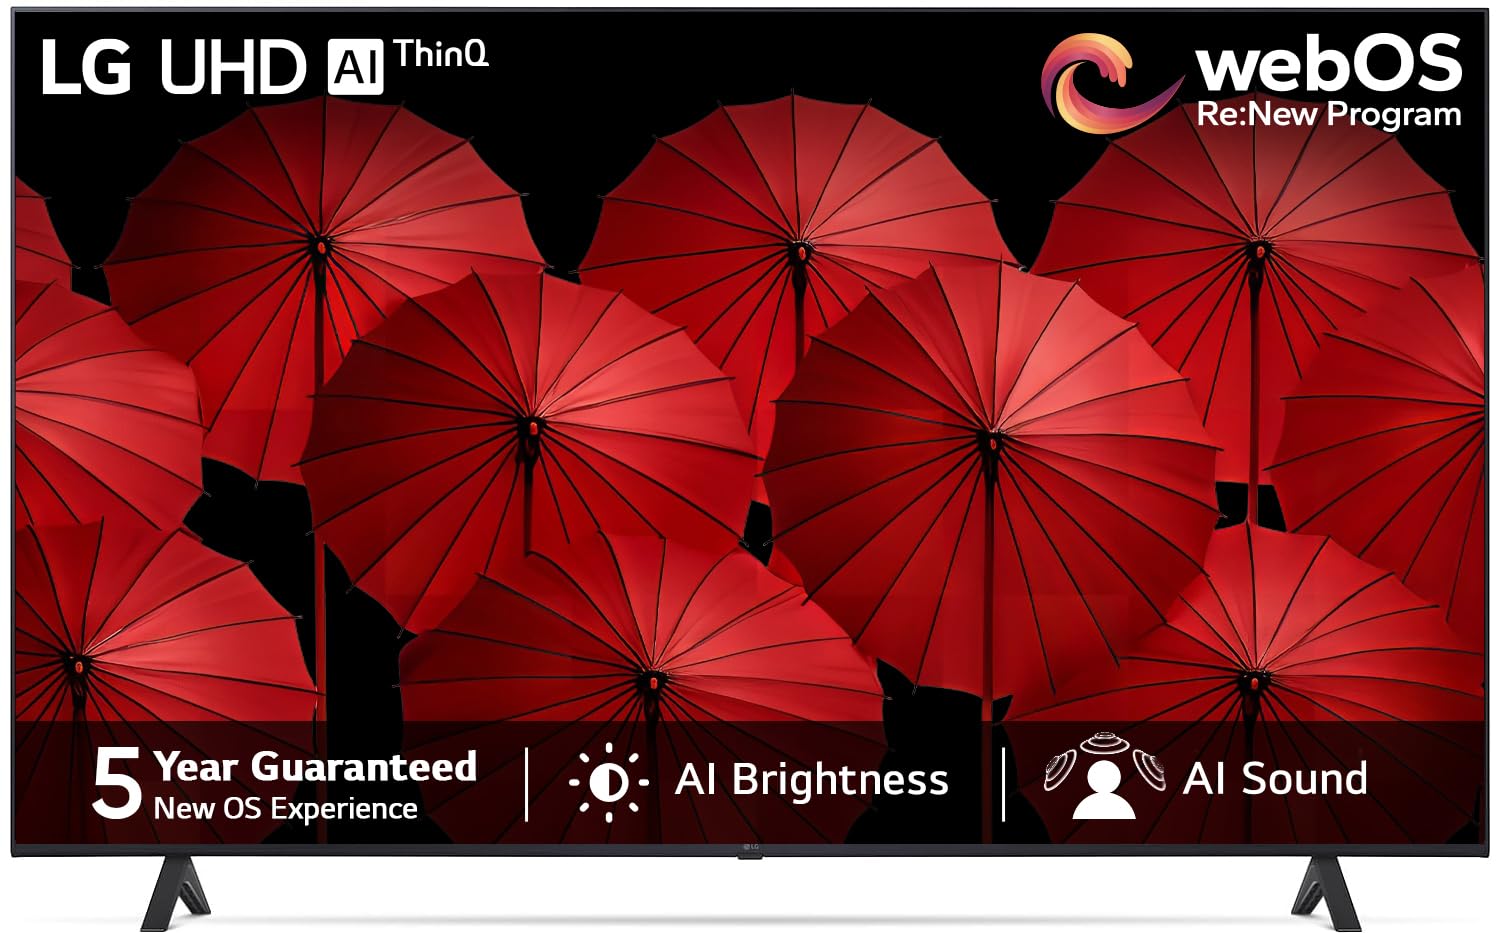 LG UHD AI ThinQ
webOS
Re:New Program
5 Year Guaranteed
New OS Experience
AI Brightness
AI Sound
LG